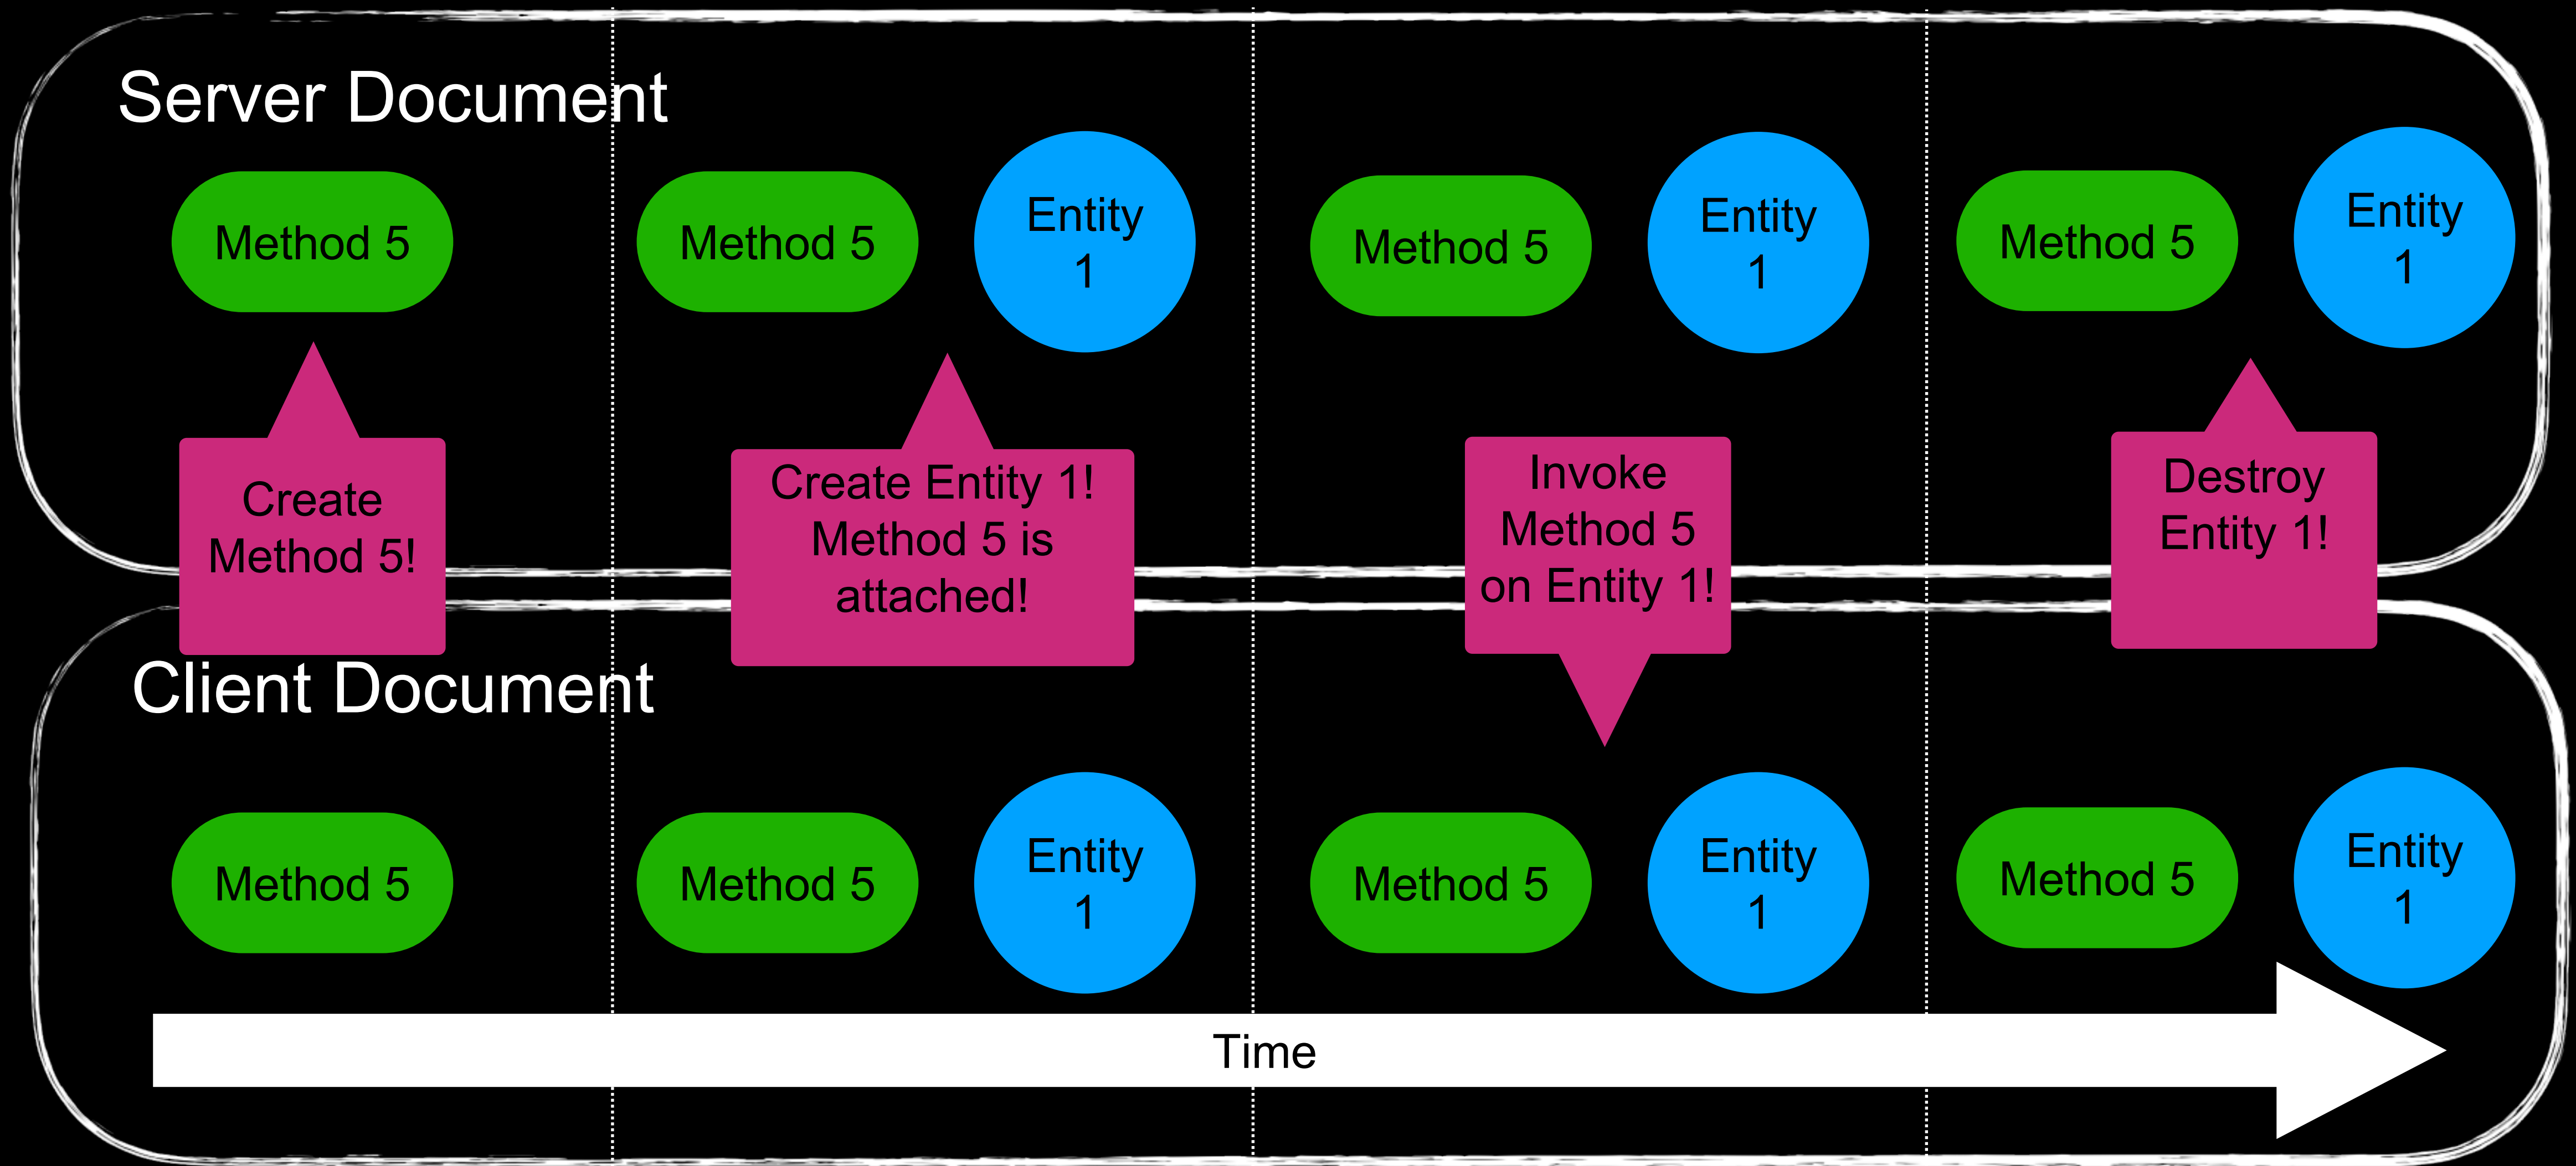 Server Document
Method 5
Method 5
Entity
1
Method 5
Entity
1
Method 5
Entity
1
Create
Method 5!
Create Entity 1!
Method 5 is
attached!
Invoke
Method 5
on Entity 1!
Destroy
Entity 1!
Client Document
Method 5
Method 5
Entity
1
Method 5
Entity
1
Method 5
Entity
1
Time